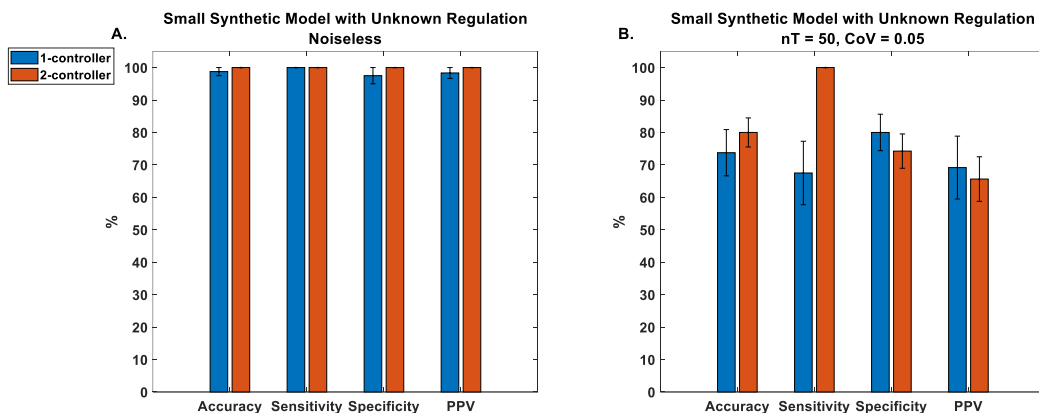 Small Synthetic Model with Unknown Regulation
A.
Noiseless
1-controller
2-controller
100
90
80
70
60
50
40
30
20
10
0
%
Accuracy Sensitivity Specificity PPV
Small Synthetic Model with Unknown Regulation
B.
nT = 50, CoV = 0.05
100
90
80
70
60
50
40
30
20
10
0
%
Accuracy Sensitivity Specificity PPV